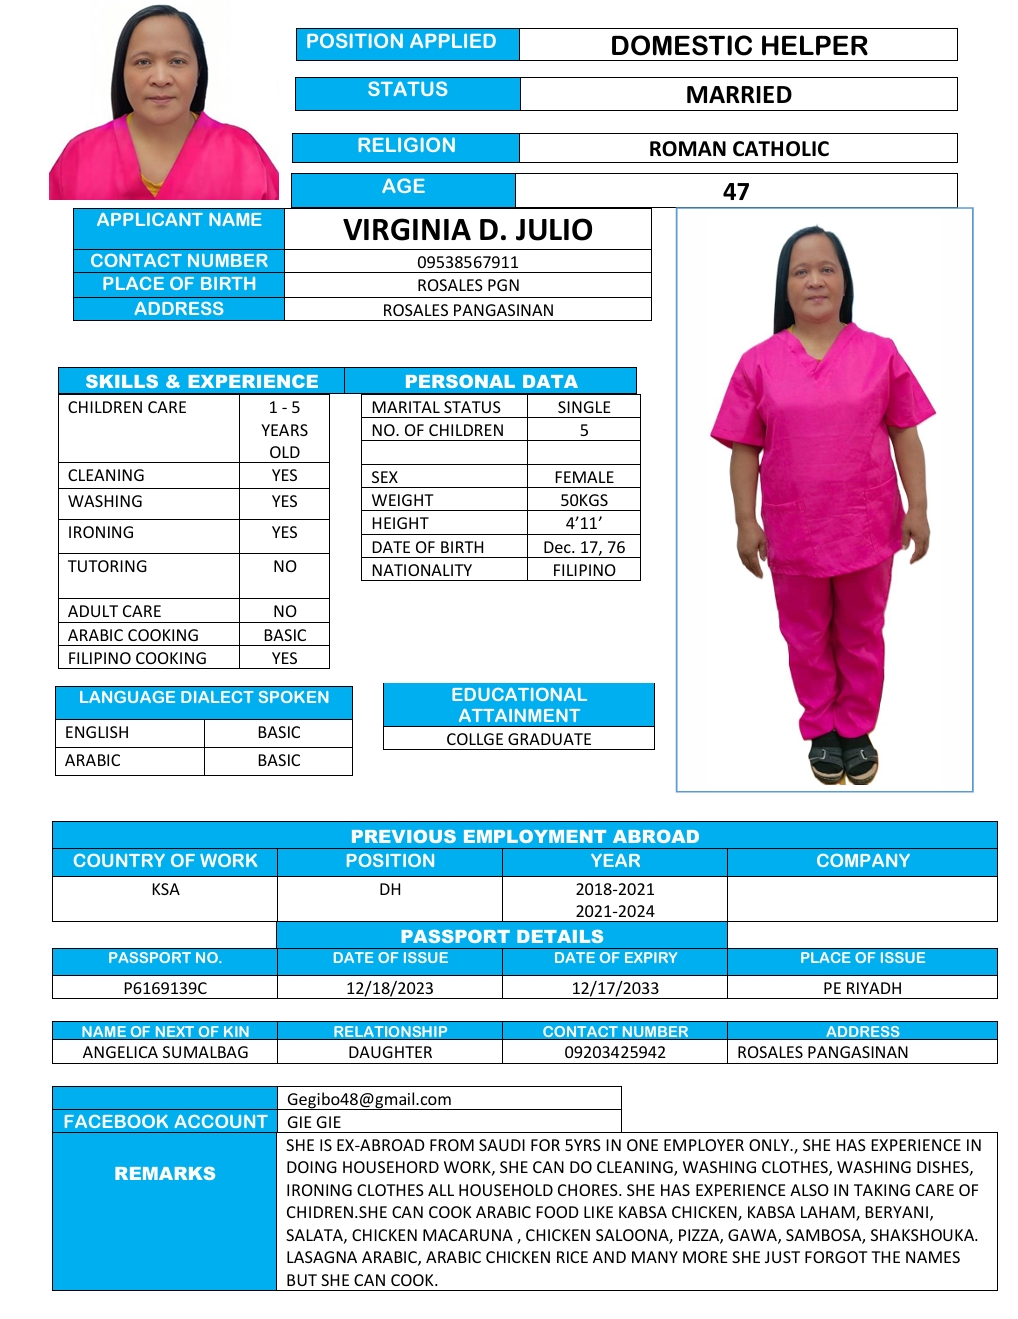 POSITION APPLIED DOMESTIC HELPER
STATUS MARRIED
RELIGION ROMAN CATHOLIC
AGE 47
APPLICANT NAME VIRGINIA D. JULIO
CONTACT NUMBER 09538567911
PLACE OF BIRTH ROSALES PGN
ADDRESS ROSALES PANGASINAN
SKILLS & EXPERIENCE
CHILDREN CARE 1 - 5
YEARS
OLD
CLEANING YES
WASHING YES
IRONING YES
TUTORING NO
ADULT CARE NO
ARABIC COOKING BASIC
FILIPINO COOKING YES
PERSONAL DATA
MARITAL STATUS SINGLE
NO. OF CHILDREN 5
SEX FEMALE
WEIGHT 50KGS
HEIGHT 4’11’
DATE OF BIRTH Dec. 17, 76
NATIONALITY FILIPINO
LANGUAGE DIALECT SPOKEN
ENGLISH BASIC
ARABIC BASIC
EDUCATIONAL
ATTAINMENT
COLLGE GRADUATE
PREVIOUS EMPLOYMENT ABROAD
COUNTRY OF WORK POSITION YEAR COMPANY
KSA DH 2018-2021
2021-2024
PASSPORT DETAILS
PASSPORT NO. DATE OF ISSUE DATE OF EXPIRY PLACE OF ISSUE
P6169139C 12/18/2023 12/17/2033 PE RIYADH
NAME OF NEXT OF KIN RELATIONSHIP CONTACT NUMBER ADDRESS
ANGELICA SUMALBAG DAUGHTER 09203425942 ROSALES PANGASINAN
Gegibo48@gmail.com
FACEBOOK ACCOUNT GIE GIE
REMARKS
SHE IS EX-ABROAD FROM SAUDI FOR 5YRS IN ONE EMPLOYER ONLY., SHE HAS EXPERIENCE IN
DOING HOUSEHORD WORK, SHE CAN DO CLEANING, WASHING CLOTHES, WASHING DISHES,
IRONING CLOTHES ALL HOUSEHOLD CHORES. SHE HAS EXPERIENCE ALSO IN TAKING CARE OF
CHIDREN.SHE CAN COOK ARABIC FOOD LIKE KABSA CHICKEN, KABSA LAHAM, BERYANI,
SALATA, CHICKEN MACARUNA , CHICKEN SALOONA, PIZZA, GAWA, SAMBOSA, SHAKSHOUKA.
LASAGNA ARABIC, ARABIC CHICKEN RICE AND MANY MORE SHE JUST FORGOT THE NAMES
BUT SHE CAN COOK.